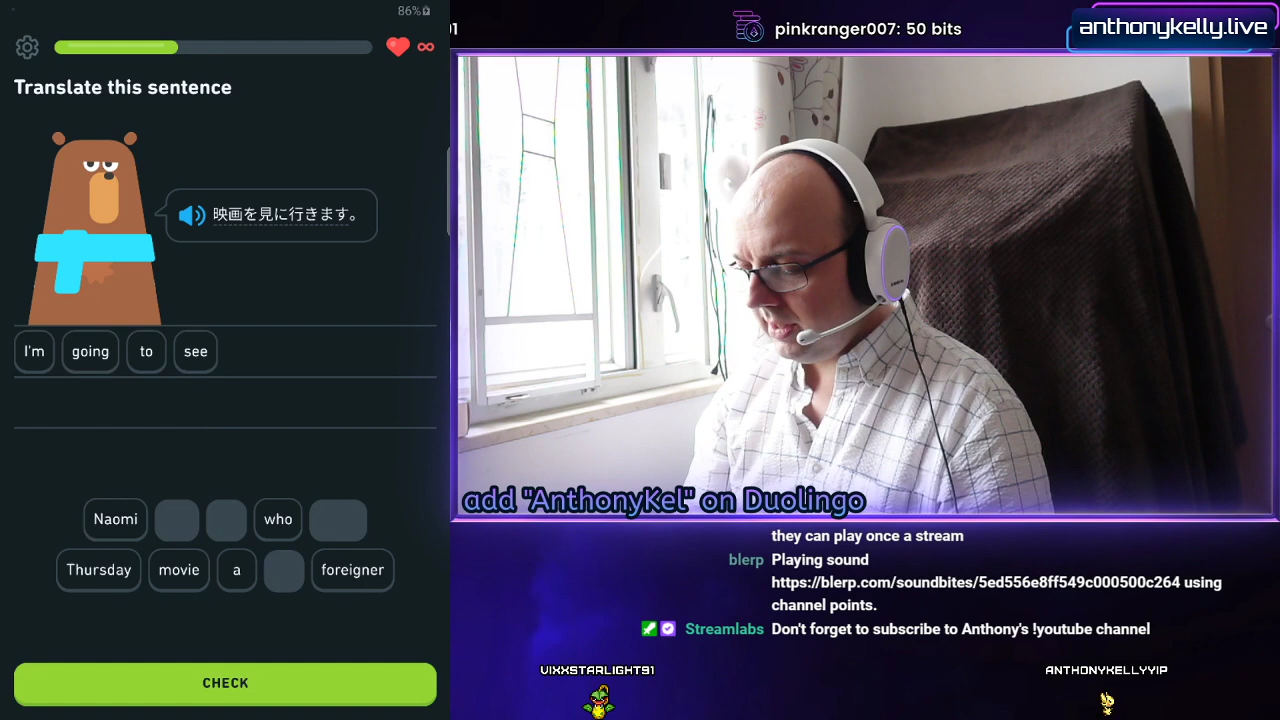 86%
91
pinkranger007: 50 bits
anthonykelly.live
Translate this sentence
映画を見に行きます。
I'm going to see
Naomi who
Thursday movie a foreigner
CHECK
add "AnthonyKel" on Duolingo
they can play once a stream
blerp Playing sound
https://blerp.com/soundbites/5ed556e8ff549c000500c264 using
channel points.
Streamlabs Don't forget to subscribe to Anthony's !youtube channel
VIXXSTARLIGHT91 ANTHONYKELLYYIP